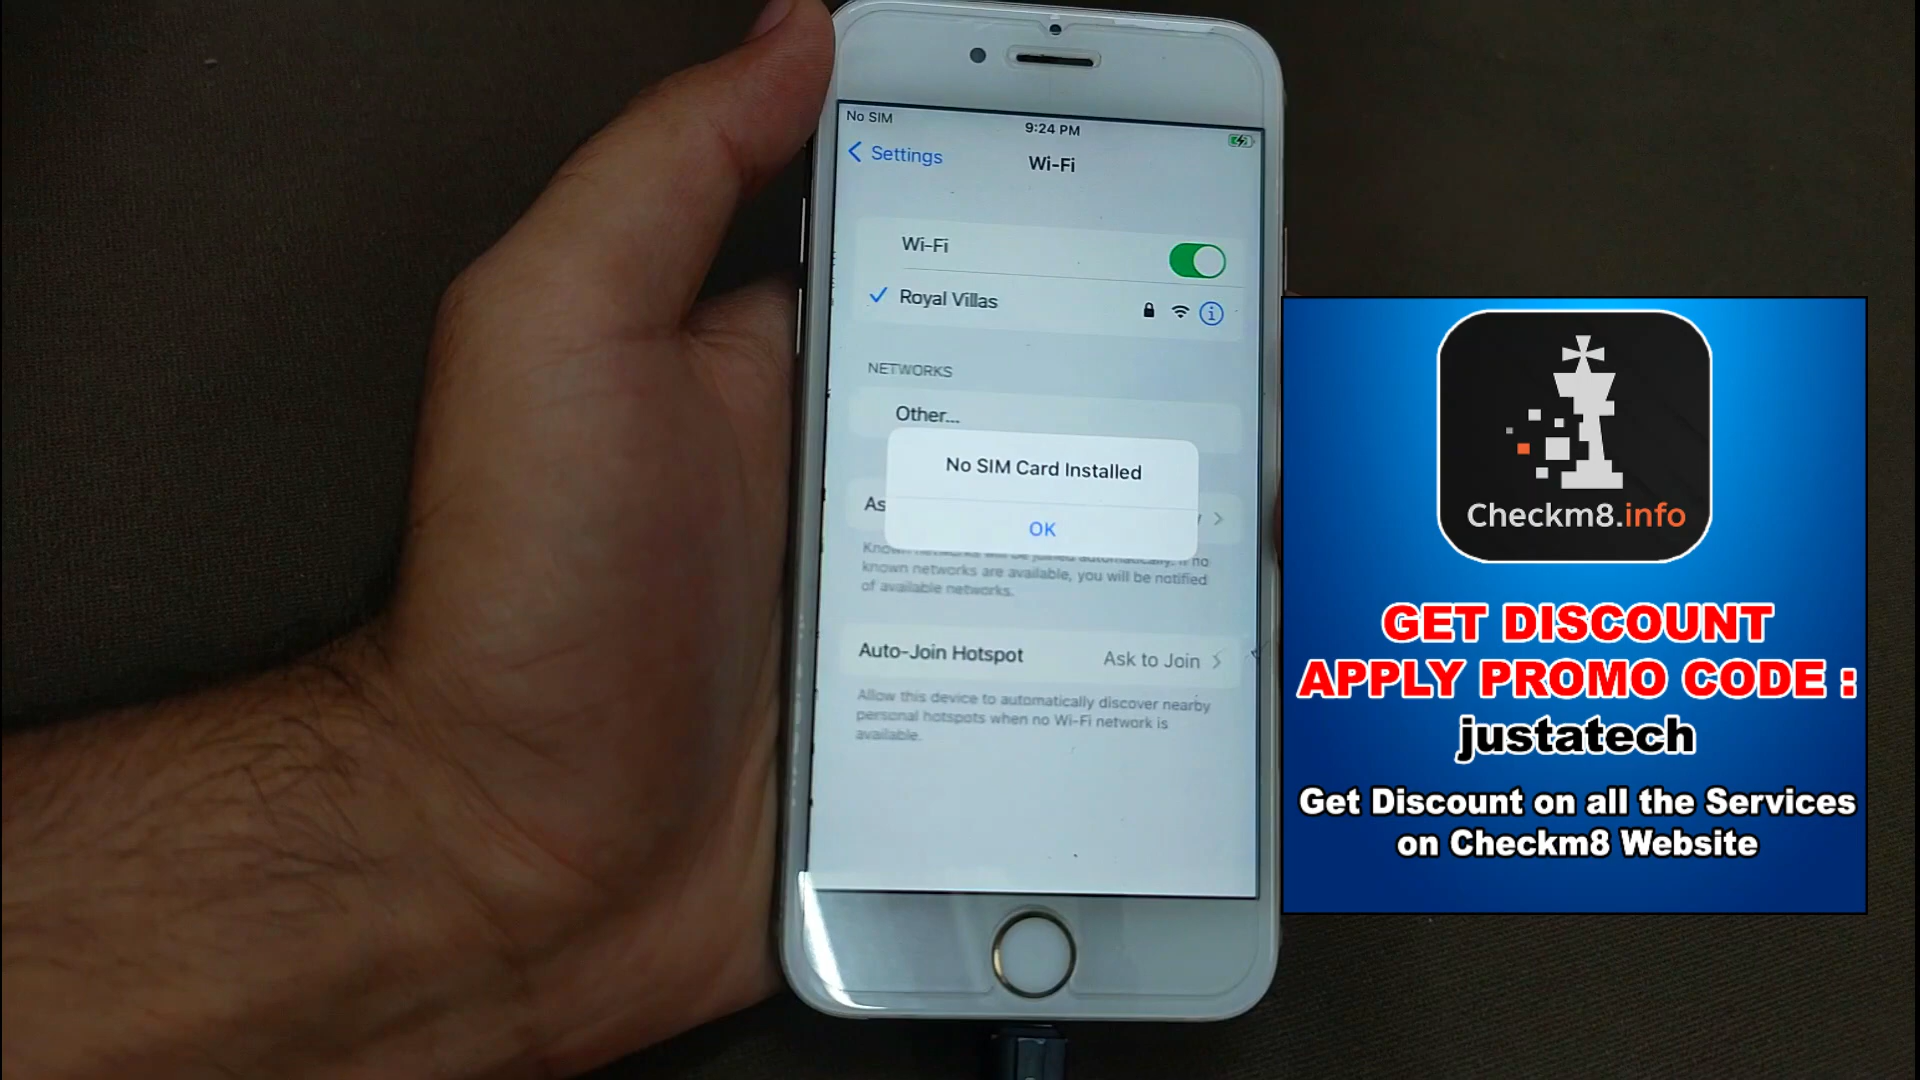 No SIM
9:24 PM
Settings
Wi-Fi
Wi-Fi
Royal Villas
NETWORKS
Other...
No SIM Card Installed
As
OK
known networks are available, you will be notified
of available networks.
Auto-Join Hotspot
Ask to Join
Allow this device to automatically discover nearby
personal hotspots when no Wi-Fi network is
available.
Checkm8.info
GET DISCOUNT
APPLY PROMO CODE :
justatech
Get Discount on all the Services
on Checkm8 Website